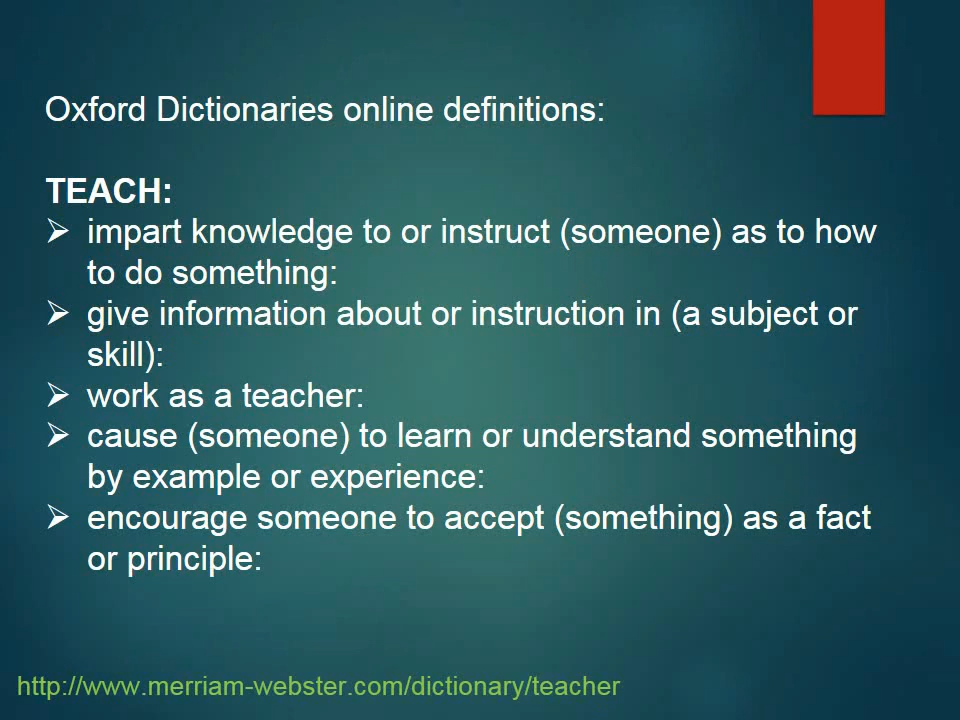 Oxford Dictionaries online definitions:
TEACH:
➢ impart knowledge to or instruct (someone) as to how
to do something:
➢ give information about or instruction in (a subject or
skill):
➢ work as a teacher:
➢ cause (someone) to learn or understand something
by example or experience:
➢ encourage someone to accept (something) as a fact
or principle:
http://www.merriam-webster.com/dictionary/teacher